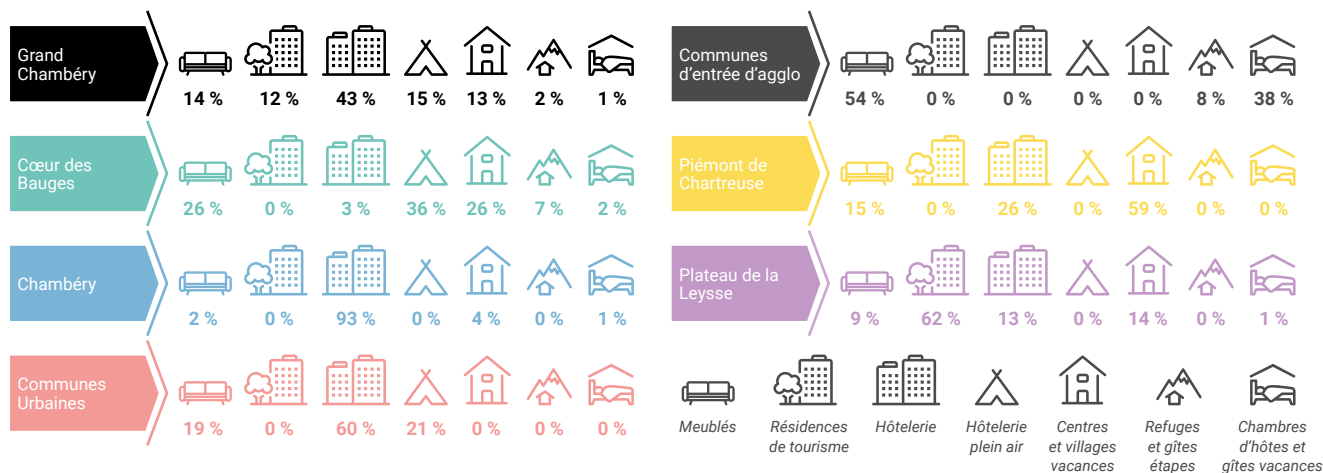 Grand
Chambéry
14 % 12 % 43 % 15 % 13 % 2 % 1 %
Cœur des
Bauges
26 % 0 % 3 % 36 % 26 % 7 % 2 %
Chambéry
2 % 0 % 93 % 0 % 4 % 0 % 1 %
Communes
Urbaines
19 % 0 % 60 % 21 % 0 % 0 % 0 %
Communes
d'entrée d'agglo
54 % 0 % 0 % 0 % 0 % 8 % 38 %
Piémont de
Chartreuse
15 % 0 % 26 % 0 % 59 % 0 % 0 %
Plateau de la
Leysse
9 % 62 % 13 % 0 % 14 % 0 % 1 %
Meublés
Résidences
de tourisme
Hôtelerie
Hôtelerie
plein air
Centres
et villages
vacances
Refuges
et gîtes
étapes
Chambres
d'hôtes et
gîtes vacances